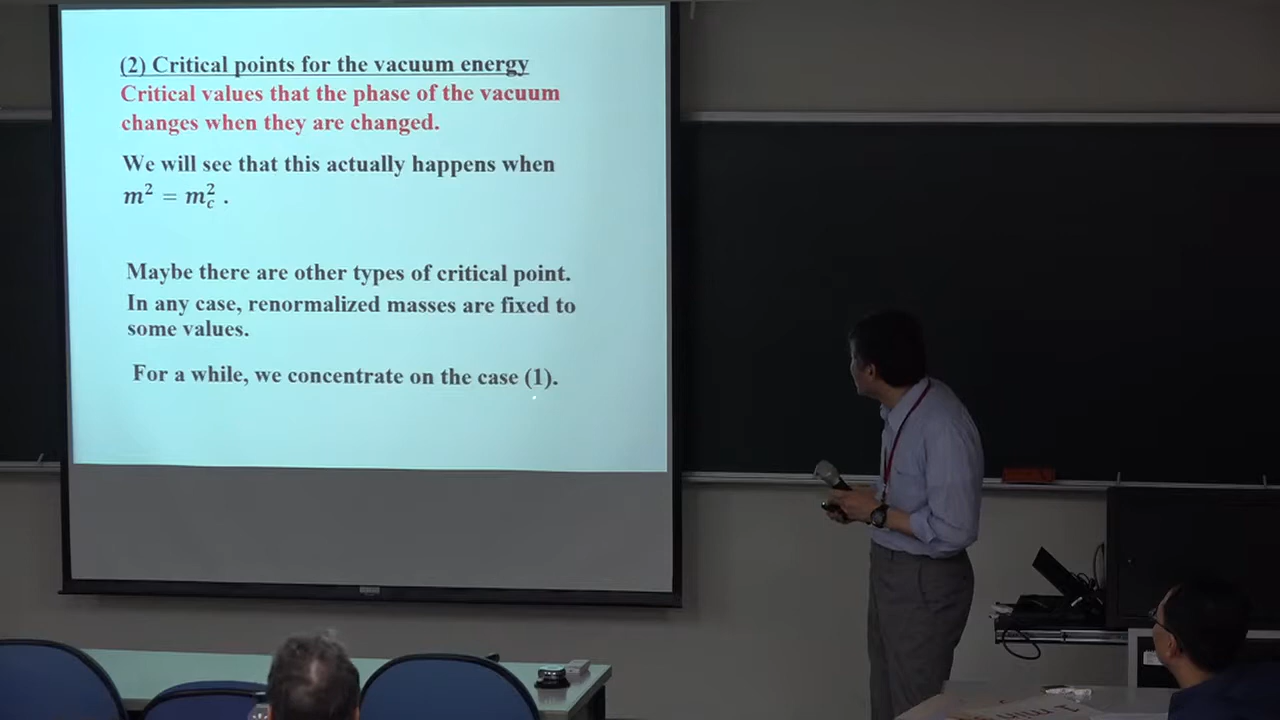 (2) Critical points for the vacuum energy
Critical values that the phase of the vacuum
changes when they are changed.
We will see that this actually happens when
m² = m_c² .
Maybe there are other types of critical point.
In any case, renormalized masses are fixed to
some values.
For a while, we concentrate on the case (1).
1 min